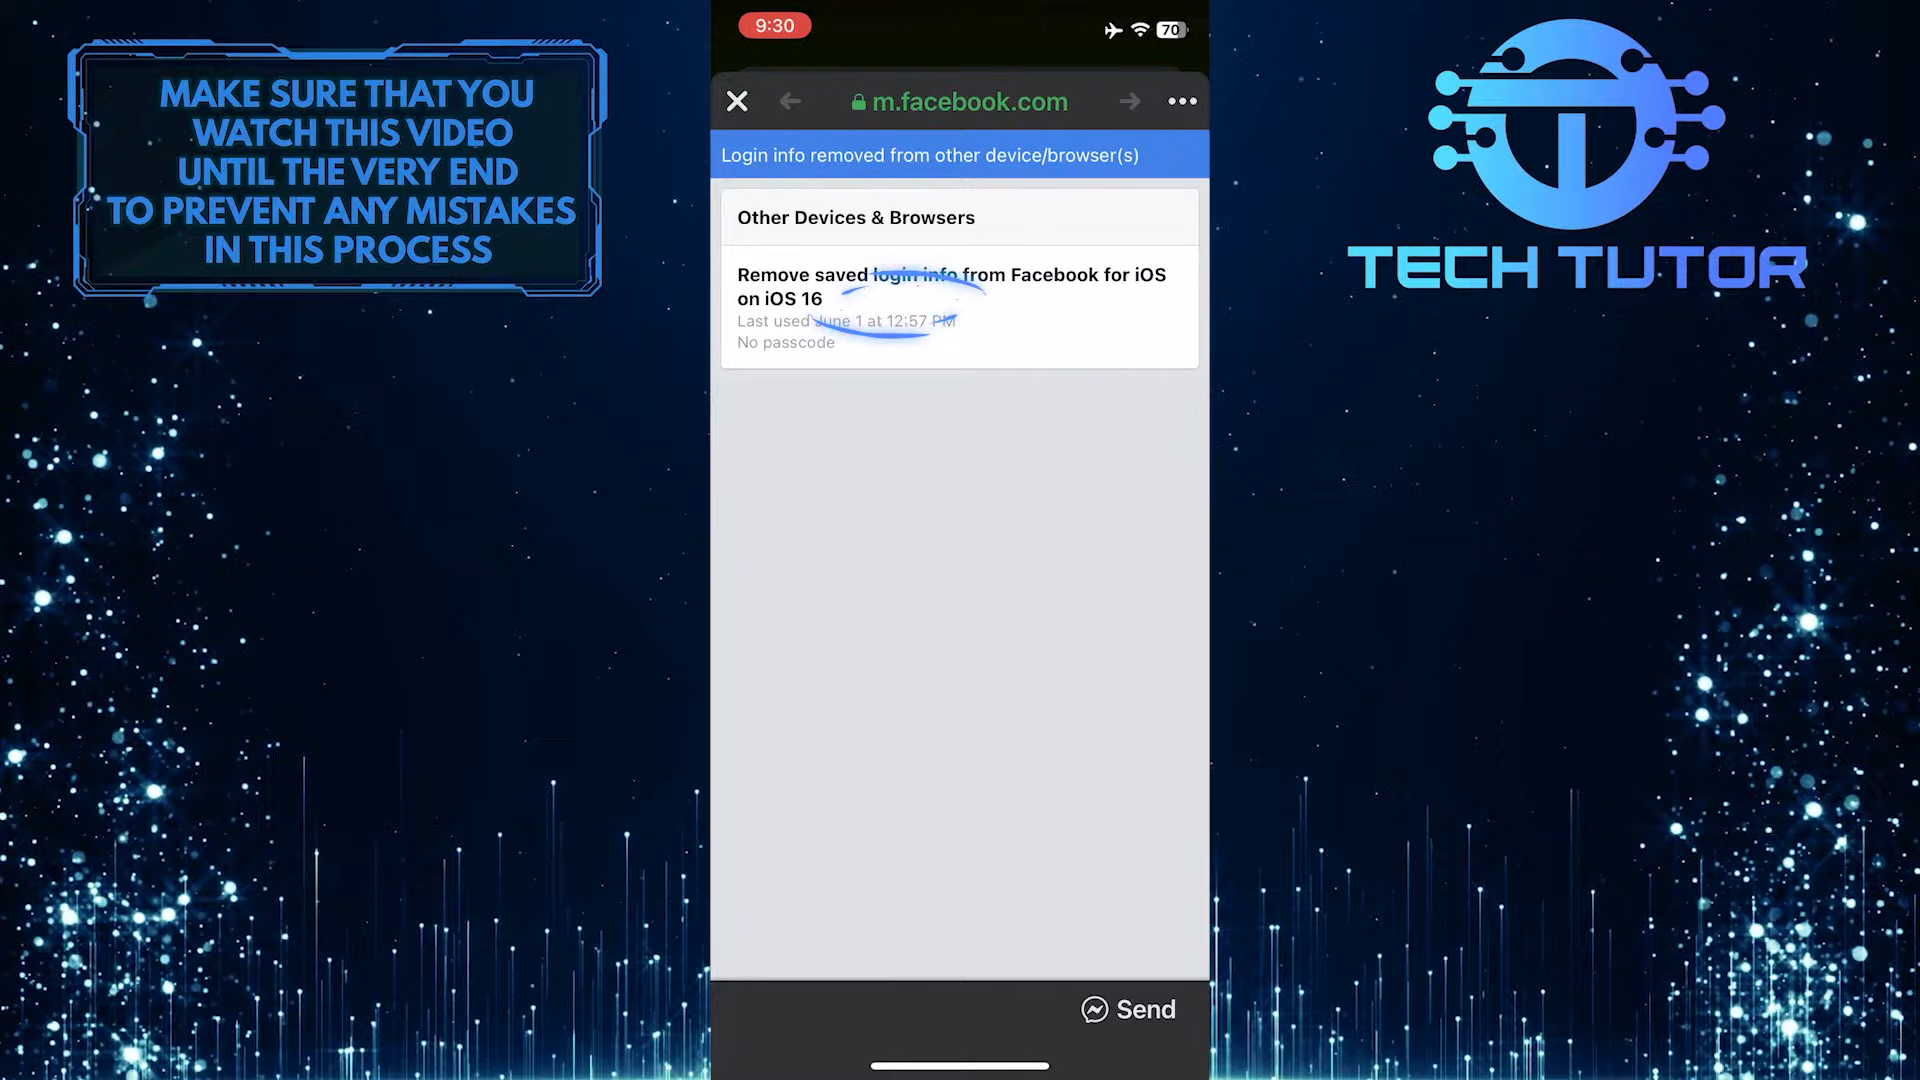 MAKE SURE THAT YOU
WATCH THIS VIDEO
UNTIL THE VERY END
TO PREVENT ANY MISTAKES
IN THIS PROCESS
9:30
70
m.facebook.com
Login info removed from other device/browser(s)
Other Devices & Browsers
Remove saved login info from Facebook for iOS
on iOS 16
Last used June 1 at 12:57 PM
No passcode
Send
TECH TUTOR